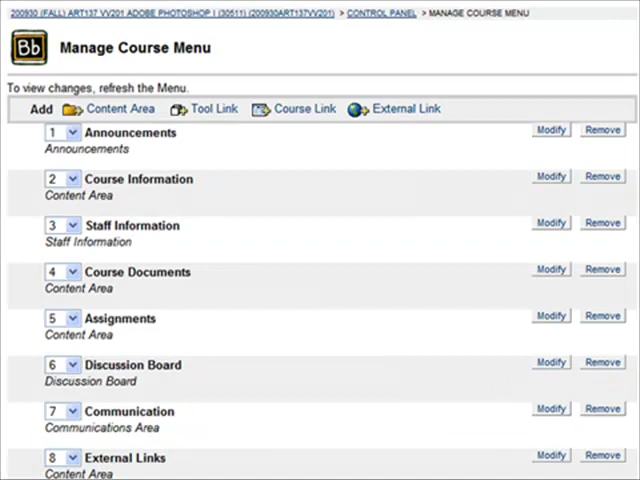 200930 (FALL) ART137 VV201 ADOBE PHOTOSHOP I (30511) (200930ART137VV201) > CONTROL PANEL > MANAGE COURSE MENU
Bb Manage Course Menu
To view changes, refresh the Menu.
Add Content Area Tool Link Course Link External Link
1 Announcements Modify Remove
Announcements
2 Course Information Modify Remove
Content Area
3 Staff Information Modify Remove
Staff Information
4 Course Documents Modify Remove
Content Area
5 Assignments Modify Remove
Content Area
6 Discussion Board Modify Remove
Discussion Board
7 Communication Modify Remove
Communications Area
8 External Links Modify Remove
Content Area